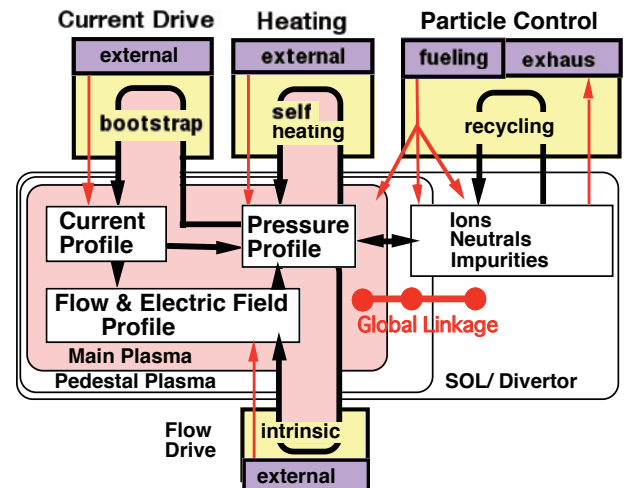 Current Drive
Heating
Particle Control
external
external
fueling
exhaus
bootstrap
self
heating
recycling
Current
Profile
Pressure
Profile
Ions
Neutrals
Impurities
Flow & Electric Field
Profile
Global Linkage
Main Plasma
Pedestal Plasma
SOL/ Divertor
Flow
Drive
intrinsic
external